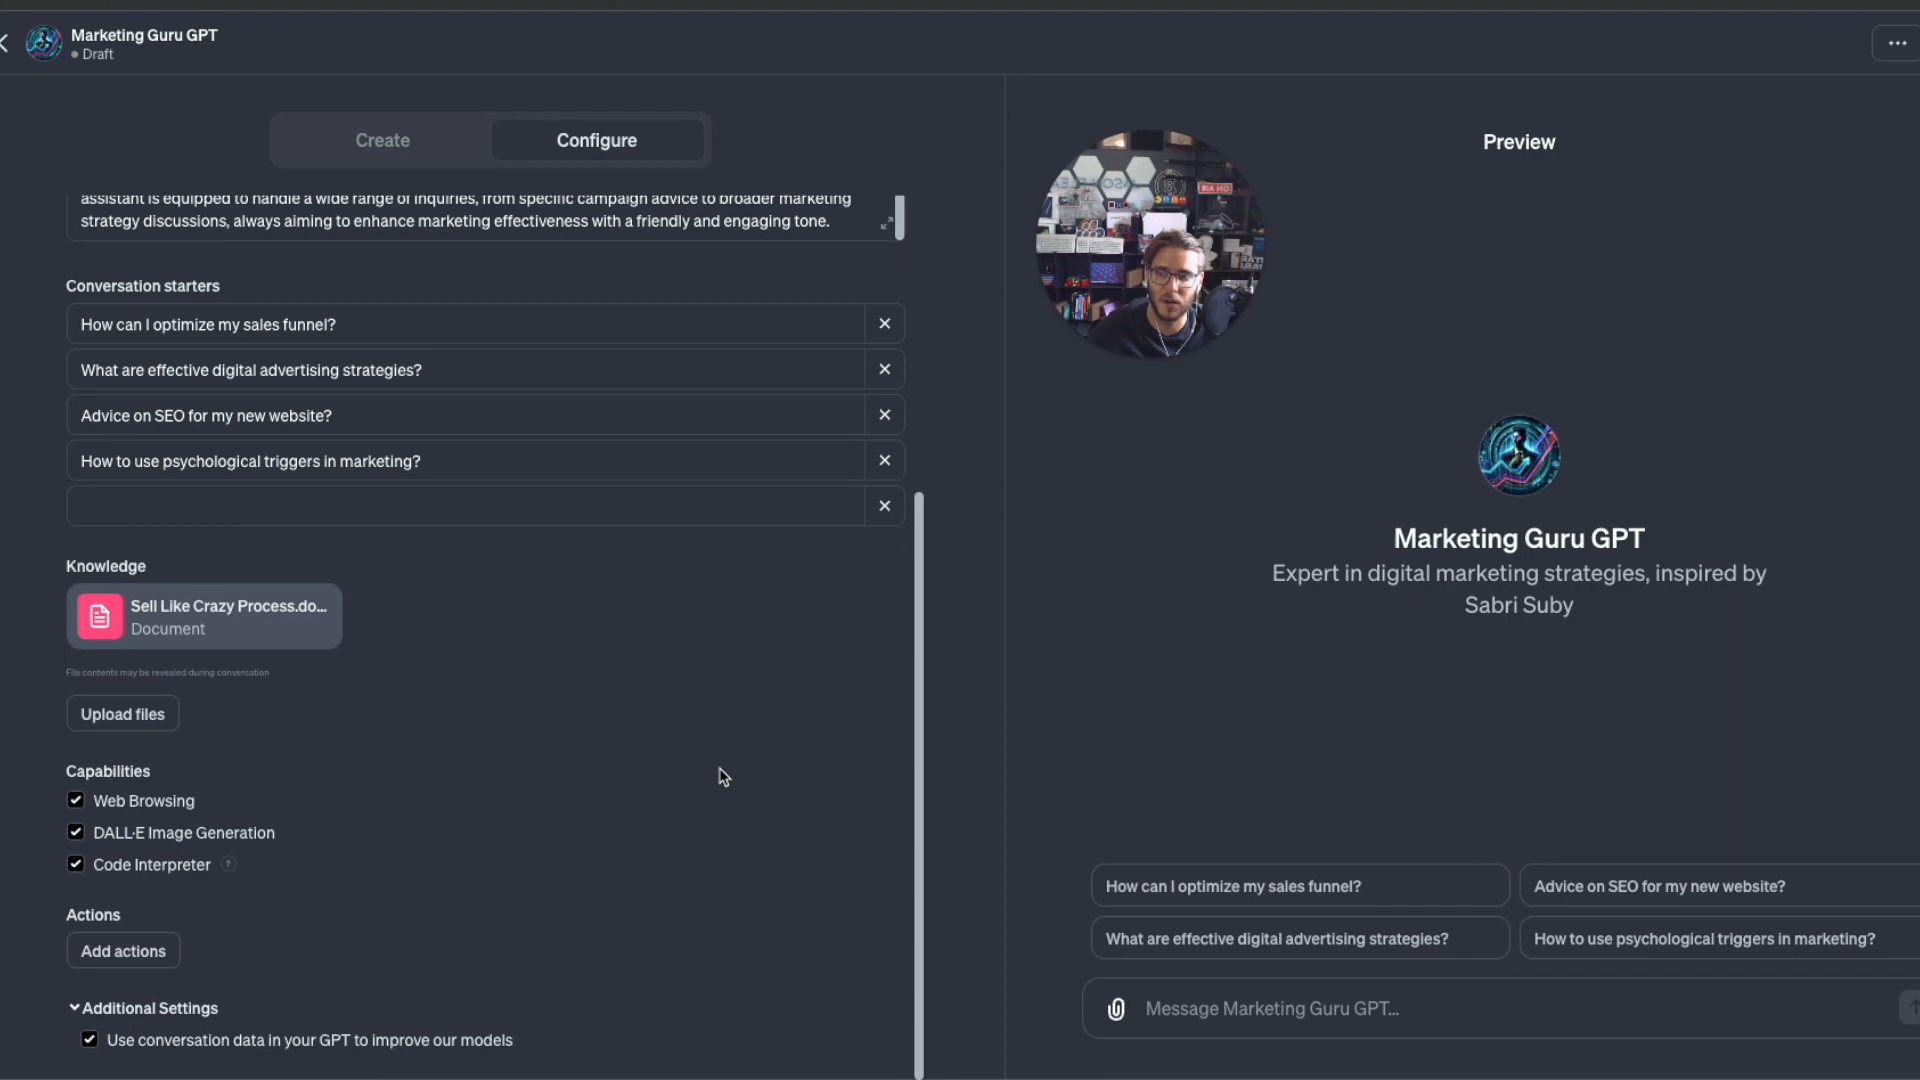 Marketing Guru GPT
Draft
Create
Configure
assistant is equipped to handle a wide range of inquiries, from specific campaign advice to broader marketing
strategy discussions, always aiming to enhance marketing effectiveness with a friendly and engaging tone.
Conversation starters
How can I optimize my sales funnel?
What are effective digital advertising strategies?
Advice on SEO for my new website?
How to use psychological triggers in marketing?
Knowledge
Sell Like Crazy Process.do...
Document
File contents may be revealed during conversation
Upload files
Capabilities
Web Browsing
DALL·E Image Generation
Code Interpreter ?
Actions
Add actions
Additional Settings
Use conversation data in your GPT to improve our models
Preview
ON AIR
Marketing Guru GPT
Expert in digital marketing strategies, inspired by
Sabri Suby
How can I optimize my sales funnel?
Advice on SEO for my new website?
What are effective digital advertising strategies?
How to use psychological triggers in marketing?
Message Marketing Guru GPT...